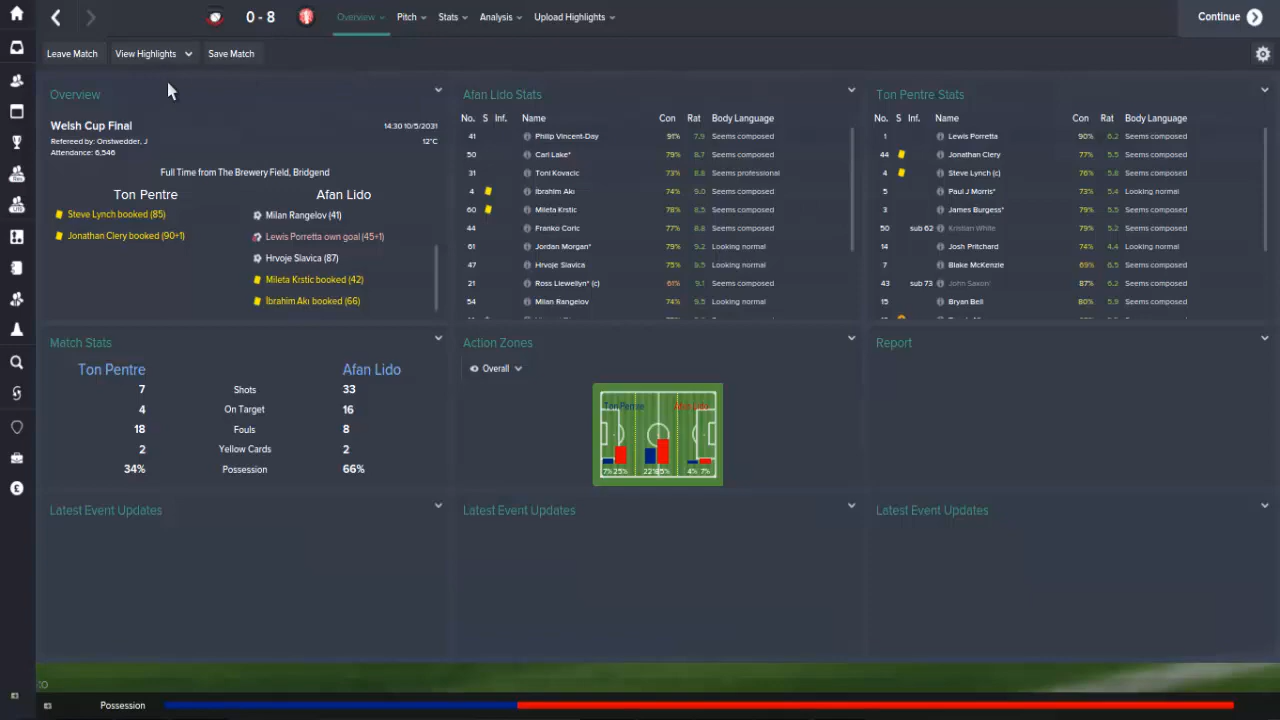 0 - 8
Overview
Pitch
Stats
Analysis
Upload Highlights
Continue
Leave Match
View Highlights
Save Match
Overview
Welsh Cup Final
14:30 10/5/2031
Refereed by: Onstwedder, J
12°C
Attendance: 6,546
Full Time from The Brewery Field, Bridgend
Ton Pentre
Afan Lido
Steve Lynch booked (85)
Jonathan Clery booked (90+1)
Milan Rangelov (41)
Lewis Porretta own goal (45+1)
Hrvoje Slavica (87)
Mileta Krstic booked (42)
İbrahim Akı booked (66)
Afan Lido Stats
No. S Inf. Name Con Rat Body Language
41 Philip Vincent-Day 91% 7.9 Seems composed
50 Carl Lake* 79% 8.7 Seems composed
31 Toni Kovacic 73% 8.8 Seems professional
4 İbrahim Akı 74% 9.0 Seems composed
60 Mileta Krstic 78% 8.5 Seems composed
44 Franko Coric 77% 8.8 Seems composed
61 Jordan Morgan* 79% 9.2 Looking normal
47 Hrvoje Slavica 75% 9.5 Looking normal
21 Ross Llewellyn* (c) 61% 9.1 Seems composed
54 Milan Rangelov 74% 9.5 Looking normal
Ton Pentre Stats
No. S Inf. Name Con Rat Body Language
1 Lewis Porretta 90% 6.2 Seems composed
44 Jonathan Clery 77% 5.5 Seems composed
4 Steve Lynch (c) 76% 5.8 Seems composed
5 Paul J Morris* 73% 5.4 Looking normal
3 James Burgess* 79% 5.5 Seems composed
50 sub 62 Kristian White 79% 5.2 Seems composed
14 Josh Pritchard 74% 4.4 Looking normal
7 Blake McKenzie 69% 6.5 Seems composed
43 sub 73 John Saxon* 87% 6.2 Seems composed
15 Bryan Bell 80% 5.9 Seems composed
Match Stats
Ton Pentre
Afan Lido
7 Shots 33
4 On Target 16
18 Fouls 8
2 Yellow Cards 2
34% Possession 66%
Action Zones
Overall
Ton Pentre
Afan Lido
7% 25%
22%
4% 7%
Report
Latest Event Updates
Latest Event Updates
Latest Event Updates
Possession